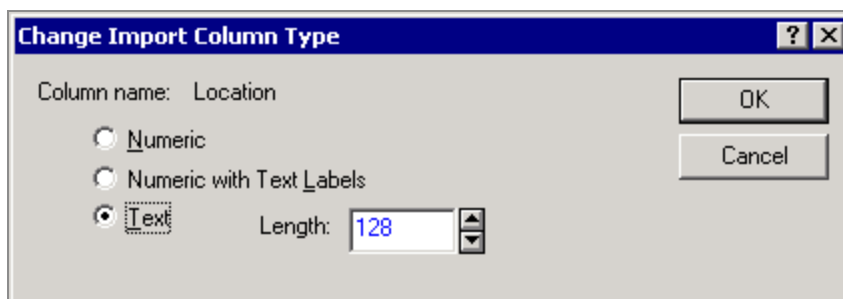 Change Import Column Type
Column name: Location
OK
Numeric
Numeric with Text Labels
Cancel
Text Length: 128